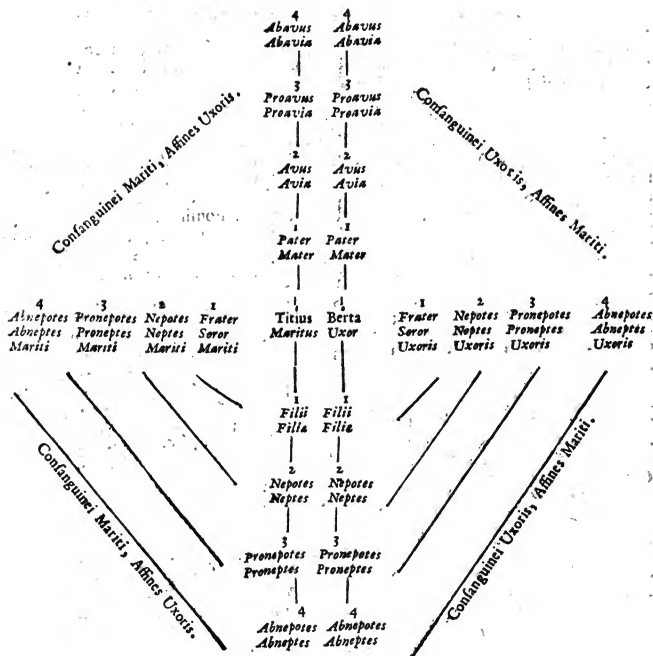 4 4
Abavus Abavus
Abavia Abavia
3 3
Proavus Proavus
Proavia Proavia
Consanguinei Mariti, Affines Uxoris.
Consanguinei Uxoris, Affines Mariti.
2 2
Avus Avus
Avia Avia
1 1
Pater Pater
Mater Mater
4 3 2 1 1 2 3 4
Abnepotes Pronepotes Nepotes Frater Titius Berta Frater Nepotes Pronepotes Abnepotes
Abneptes Proneptes Neptes Soror Maritus Uxor Soror Neptes Proneptes Abneptes
Mariti Mariti Mariti Mariti Uxoris Uxoris Uxoris Uxoris
1 1
Filii Filii
Filia Filia
2 2
Nepotes Nepotes
Neptes Neptes
Consanguinei Mariti, Affines Uxoris.
Consanguinei Uxoris, Affines Mariti.
3 3
Pronepotes Pronepotes
Proneptes Proneptes
4 4
Abnepotes Abnepotes
Abneptes Abneptes